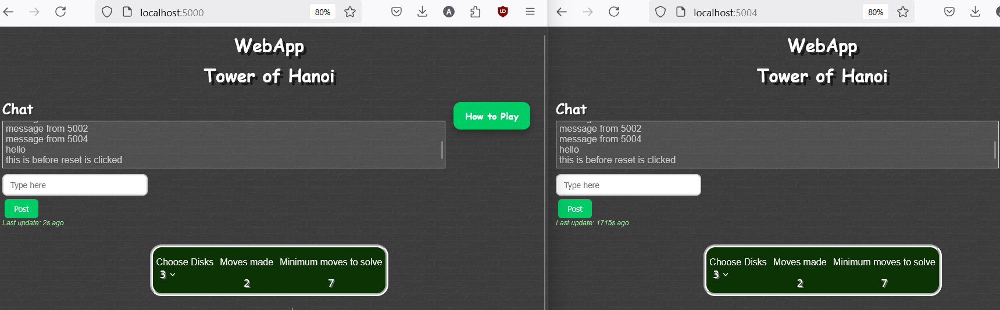 localhost:5000
80%
A
WebApp
Tower of Hanoi
Chat
How to Play
message from 5002
message from 5004
hello
this is before reset is clicked
Type here
Post
Last update: 2s ago
Choose Disks Moves made Minimum moves to solve
3
2 7
localhost:5004
80%
WebApp
Tower of Hanoi
Chat
message from 5002
message from 5004
hello
this is before reset is clicked
Type here
Post
Last update: 1715s ago
Choose Disks Moves made Minimum moves to solve
3
2 7